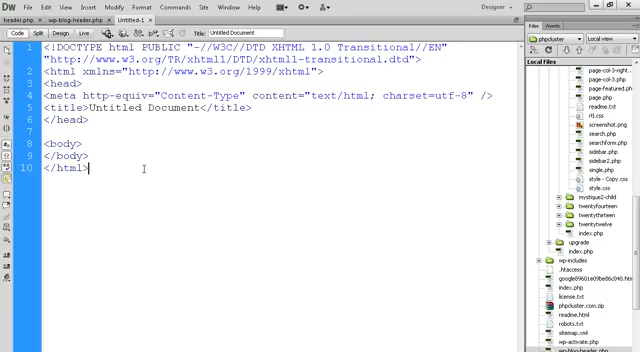 Dw File Edit View Insert Modify Format Commands Site Window Help
Designer
header.php × wp-blog-header.php × Untitled-1 ×
Code Split Design Live Title: Untitled Document
1 <!DOCTYPE html PUBLIC "-//W3C//DTD XHTML 1.0 Transitional//EN"
"http://www.w3.org/TR/xhtml1/DTD/xhtml1-transitional.dtd">
2 <html xmlns="http://www.w3.org/1999/xhtml">
3 <head>
4 <meta http-equiv="Content-Type" content="text/html; charset=utf-8" />
5 <title>Untitled Document</title>
6 </head>
7
8 <body>
9 </body>
10 </html>
Files Assets
phpcluster Local view
Local Files
page-col-3-right...
page-col-3.php
page-featured.ph
page.php
readme.txt
rtl.css
screenshot.png
search.php
searchform.php
sidebar.php
sidebar2.php
single.php
style - Copy.css
style.css
mystique2-child
twentyfourteen
twentythirteen
twentytwelve
index.php
upgrade
index.php
wp-includes
.htaccess
google89601e09be86c040.h
index.php
license.txt
phpcluster.com.zip
readme.html
robots.txt
sitemap.xml
wp-activate.php
wp-blog-header.php